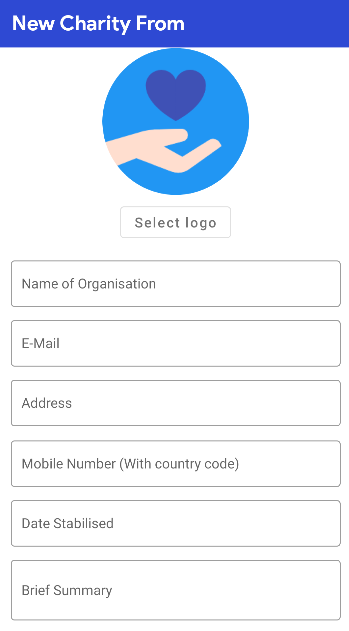 New Charity From
Select logo
Name of Organisation
E-Mail
Address
Mobile Number (With country code)
Date Stabilised
Brief Summary